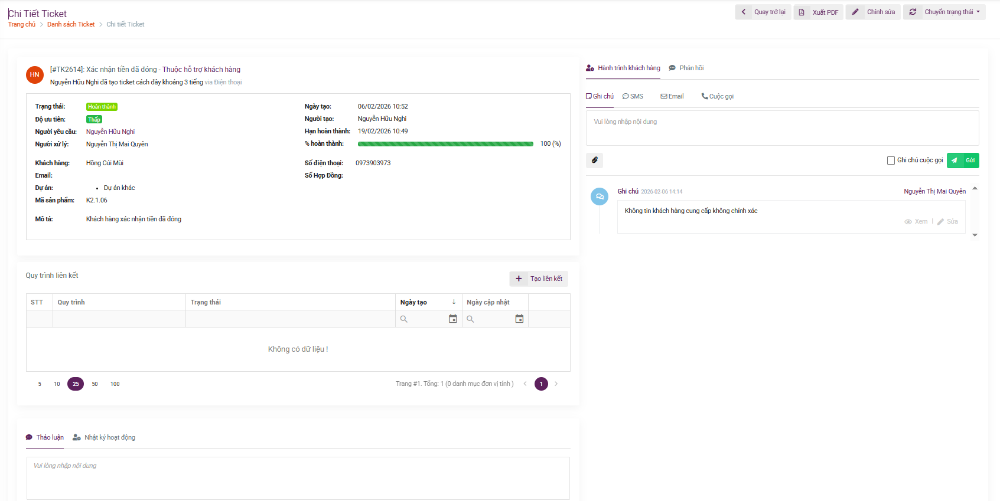 Chi Tiết Ticket
Trang chủ > Danh sách Ticket > Chi tiết Ticket
Quay trở lại
Xuất PDF
Chỉnh sửa
Chuyển trạng thái
HN
[#TK2614]: Xác nhận tiền đã đóng - Thuộc hỗ trợ khách hàng
Nguyễn Hữu Nghi đã tạo ticket cách đây khoảng 3 tiếng via Điện thoại
Trạng thái: Hoàn thành
Độ ưu tiên: Thấp
Người yêu cầu: Nguyễn Hữu Nghi
Người xử lý: Nguyễn Thị Mai Quyên
Ngày tạo: 06/02/2026 10:52
Người tạo: Nguyễn Hữu Nghi
Hạn hoàn thành: 19/02/2026 10:49
% hoàn thành: 100 (%)
Khách hàng: Hồng Cúi Mùi
Email:
Dự án: • Dự án khác
Mã sản phẩm: K2.1.06
Số điện thoại: 0973903973
Số Hợp Đồng:
Mô tả: Khách hàng xác nhận tiền đã đóng
Quy trình liên kết
Tạo liên kết
STT Quy trình Trạng thái Ngày tạo Ngày cập nhật
Không có dữ liệu !
5 10 25 50 100
Trang #1. Tổng: 1 (0 danh mục đơn vị tính ) 1
Thảo luận
Nhật ký hoạt động
Vui lòng nhập nội dung
Hành trình khách hàng
Phản hồi
Ghi chú
SMS
Email
Cuộc gọi
Vui lòng nhập nội dung
Ghi chú cuộc gọi
Gửi
Ghi chú 2026-02-06 14:14 Nguyễn Thị Mai Quyên
Không tin khách hàng cung cấp không chính xác
Xem | Sửa